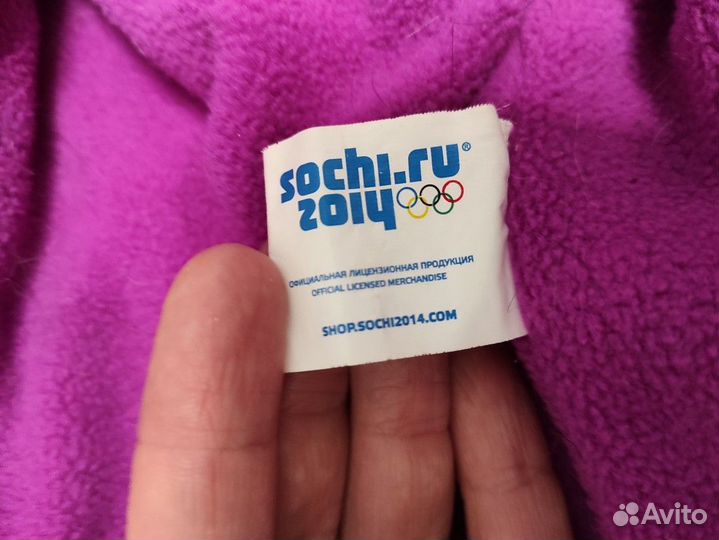 sochi.ru®
2014
ОФИЦИАЛЬНАЯ ЛИЦЕНЗИОННАЯ ПРОДУКЦИЯ
OFFICIAL LICENSED MERCHANDISE
SHOP.SOCHI2014.COM
Avito